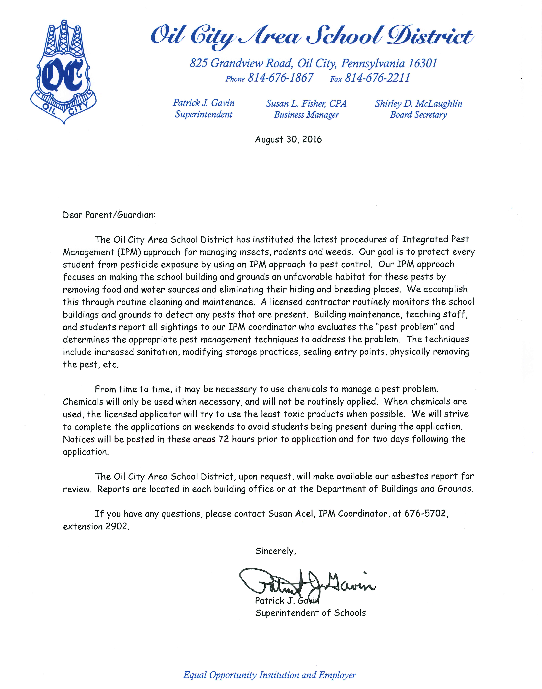 Oil City Area School District
825 Grandview Road, Oil City, Pennsylvania 16301
Phone 814-676-1867 Fax 814-676-2211
Patrick J. Gavin Susan L. Fisher, CPA Shirley D. McLaughlin
Superintendent Business Manager Board Secretary
OC
OIL CITY
August 30, 2016
Dear Parent/Guardian:
The Oil City Area School District has instituted the latest procedures of Integrated Pest
Management (IPM) approach for managing insects, rodents and weeds. Our goal is to protect every
student from pesticide exposure by using an IPM approach to pest control. Our IPM approach
focuses on making the school building and grounds an unfavorable habitat for these pests by
removing food and water sources and eliminating their hiding and breeding places. We accomplish
this through routine cleaning and maintenance. A licensed contractor routinely monitors the school
buildings and grounds to detect any pests that are present. Building maintenance, teaching staff,
and students report all sightings to our IPM coordinator who evaluates the "pest problem" and
determines the appropriate pest management techniques to address the problem. The techniques
include increased sanitation, modifying storage practices, sealing entry points, physically removing
the pest, etc.
From time to time, it may be necessary to use chemicals to manage a pest problem.
Chemicals will only be used when necessary, and will not be routinely applied. When chemicals are
used, the licensed applicator will try to use the least toxic products when possible. We will strive
to complete the applications on weekends to avoid students being present during the application.
Notices will be posted in these areas 72 hours prior to application and for two days following the
application.
The Oil City Area School District, upon request, will make available our asbestos report for
review. Reports are located in each building office or at the Department of Buildings and Grounds.
If you have any questions, please contact Susan Acel, IPM Coordinator, at 676-5702,
extension 2902.
Sincerely,
Patrick J. Gavin
Patrick J. Gavin
Superintendent of Schools
Equal Opportunity Institution and Employer